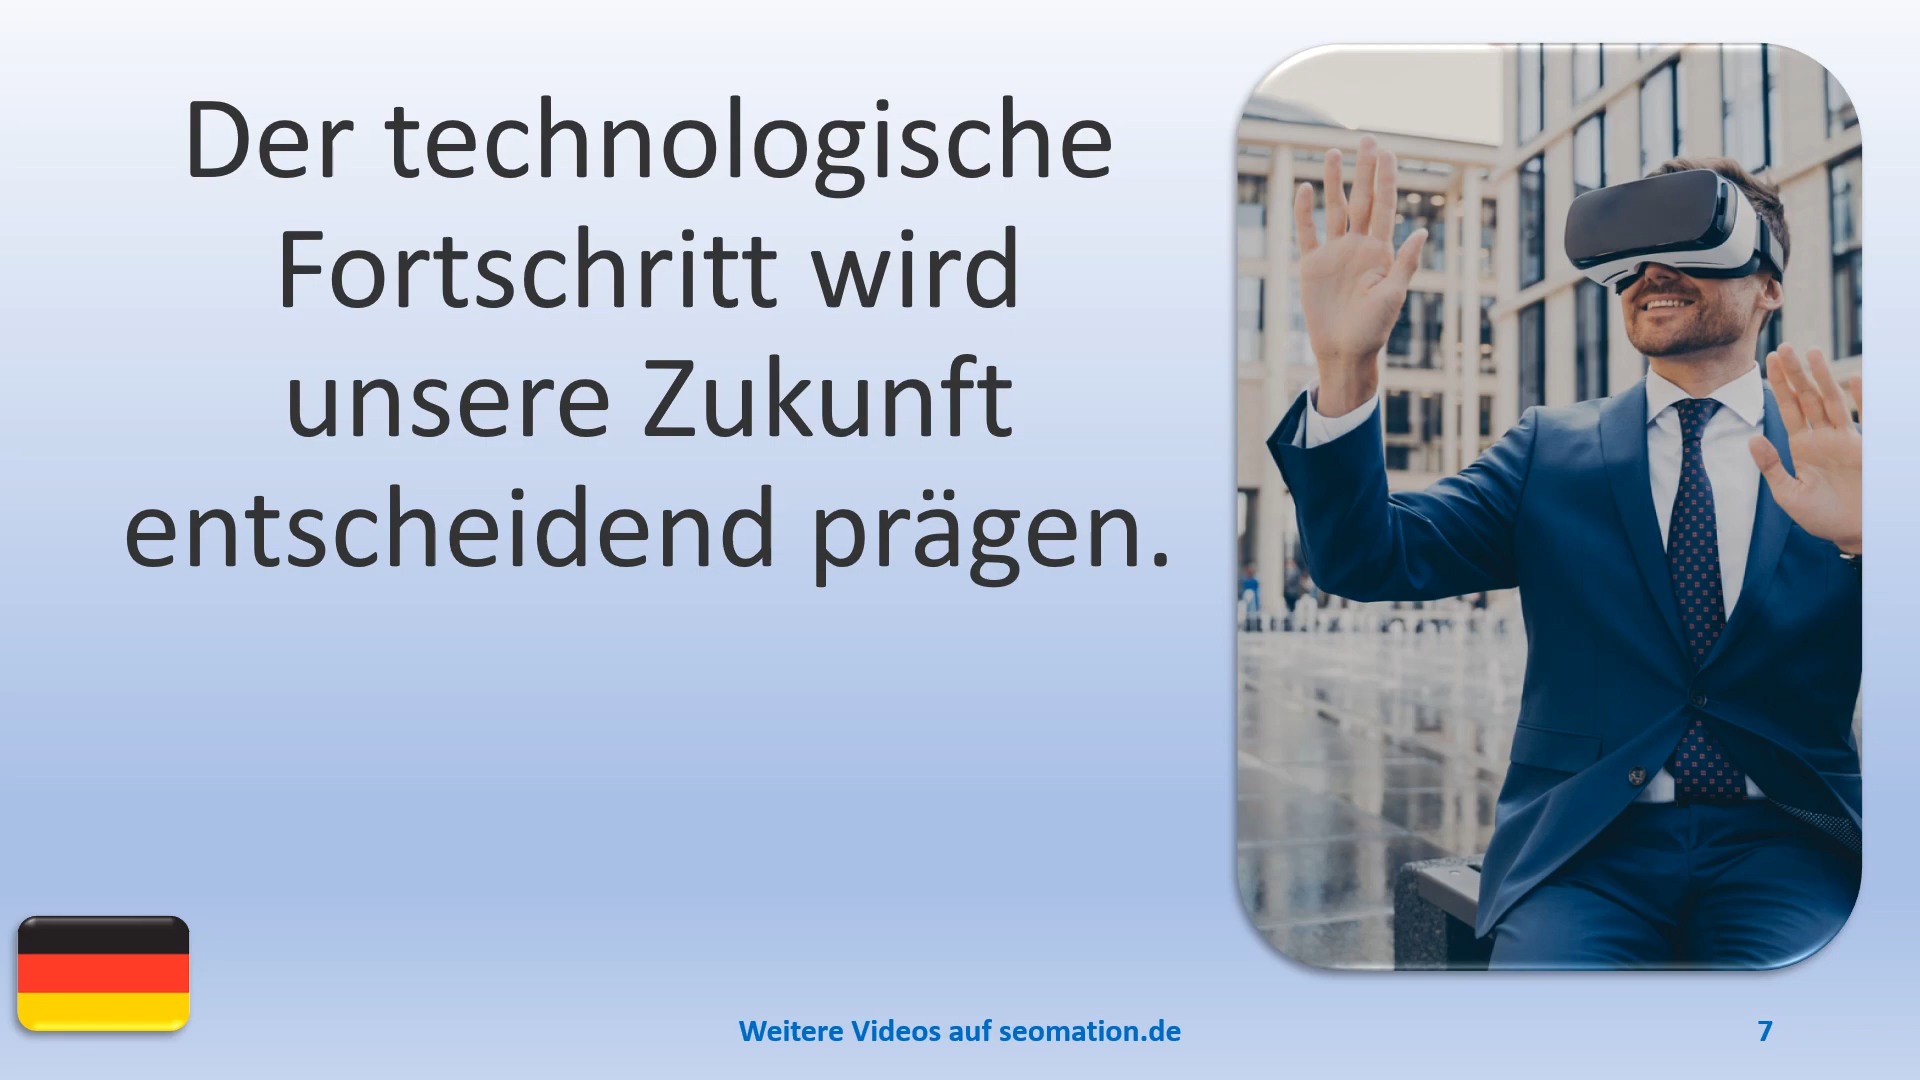 Der technologische
Fortschritt wird
unsere Zukunft
entscheidend prägen.
Weitere Videos auf seomation.de
7